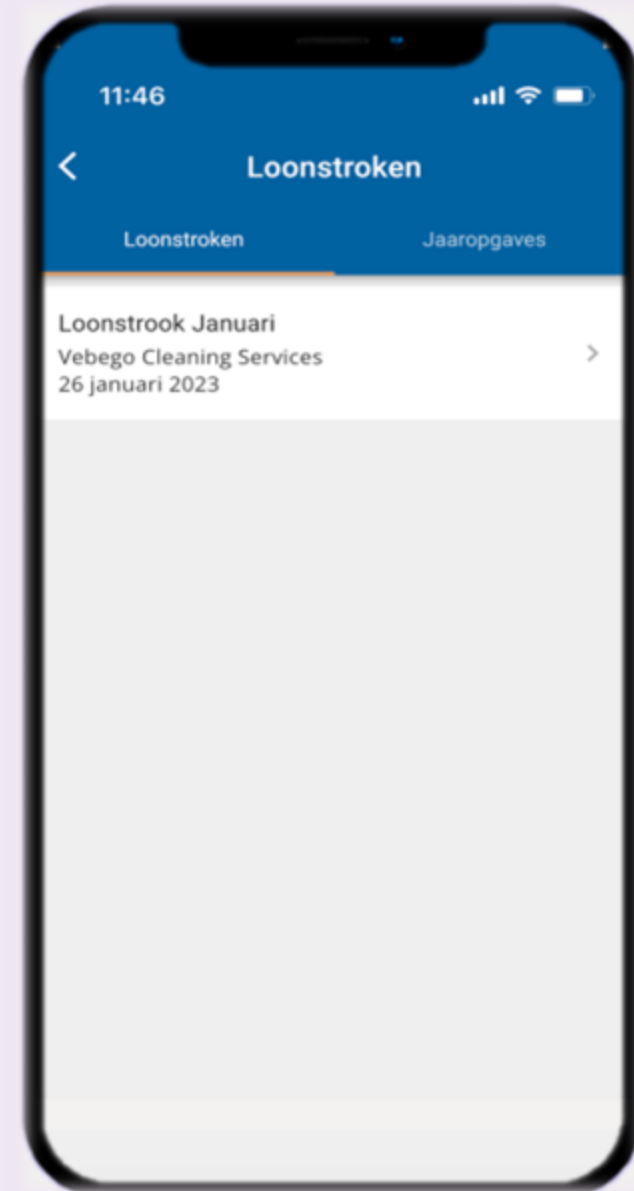 11:46
Loonstroken
Loonstroken
Jaaropgaves
Loonstrook Januari
Vebego Cleaning Services
26 januari 2023